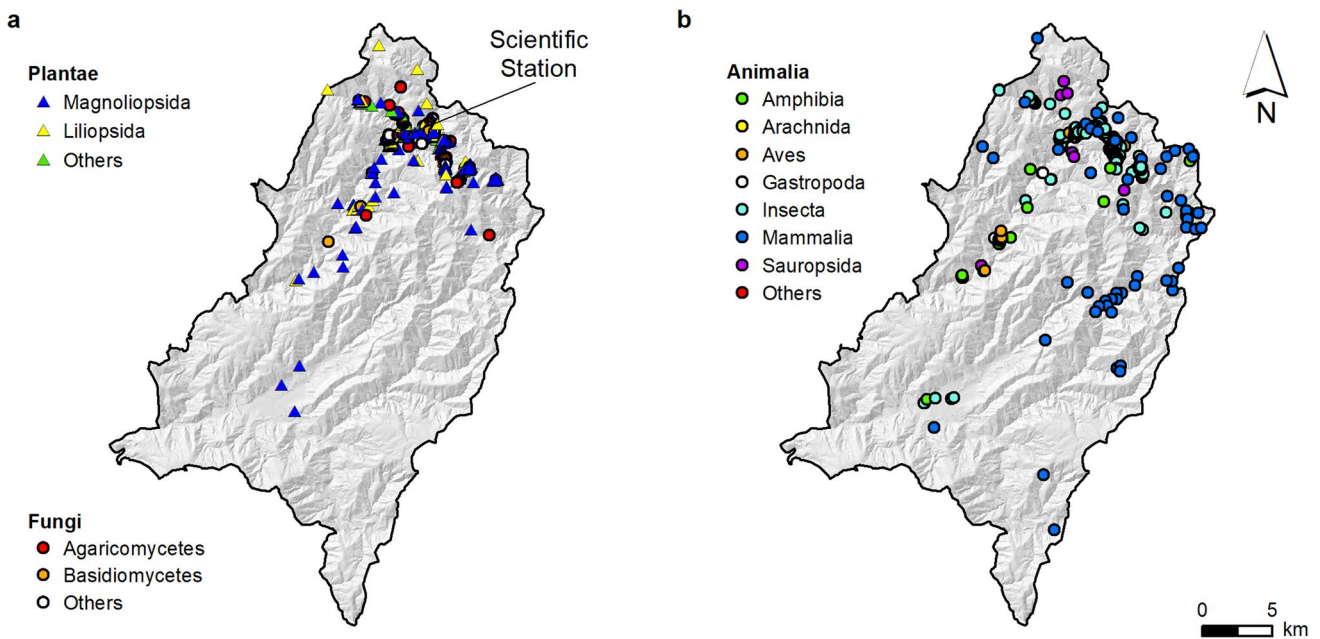 a
Scientific
Station
Plantae
Magnoliopsida
Liliopsida
Others
Fungi
Agaricomycetes
Basidiomycetes
Others
b
Animalia
Amphibia
Arachnida
Aves
Gastropoda
Insecta
Mammalia
Sauropsida
Others
N
0 5
km